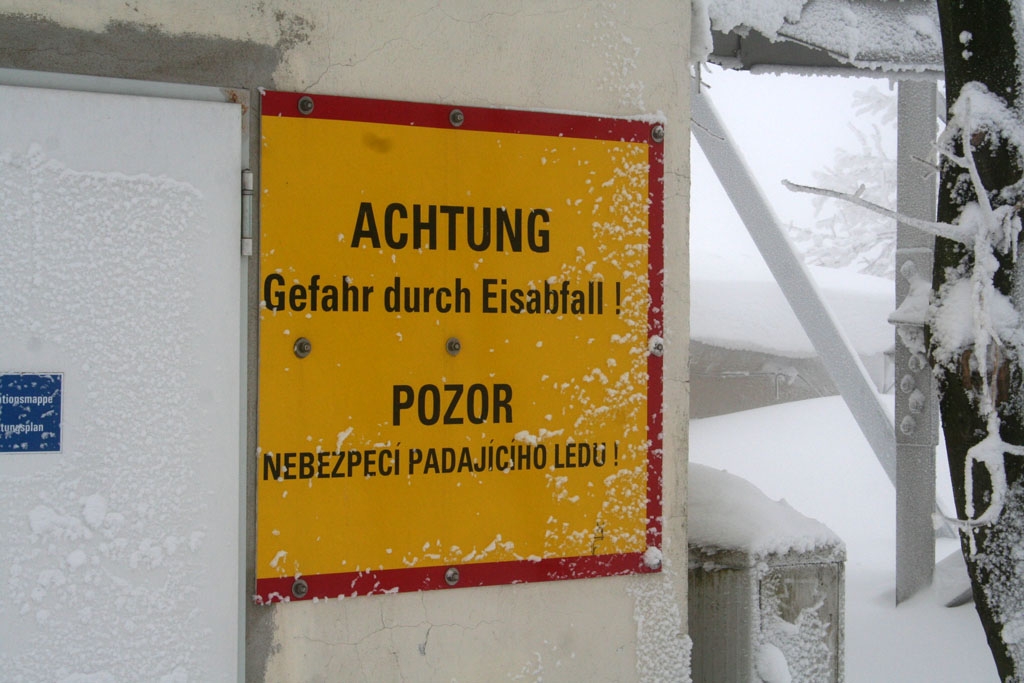 ACHTUNG
Gefahr durch Eisabfall !
POZOR
NEBEZPEČÍ PADAJÍCÍHO LEDU !